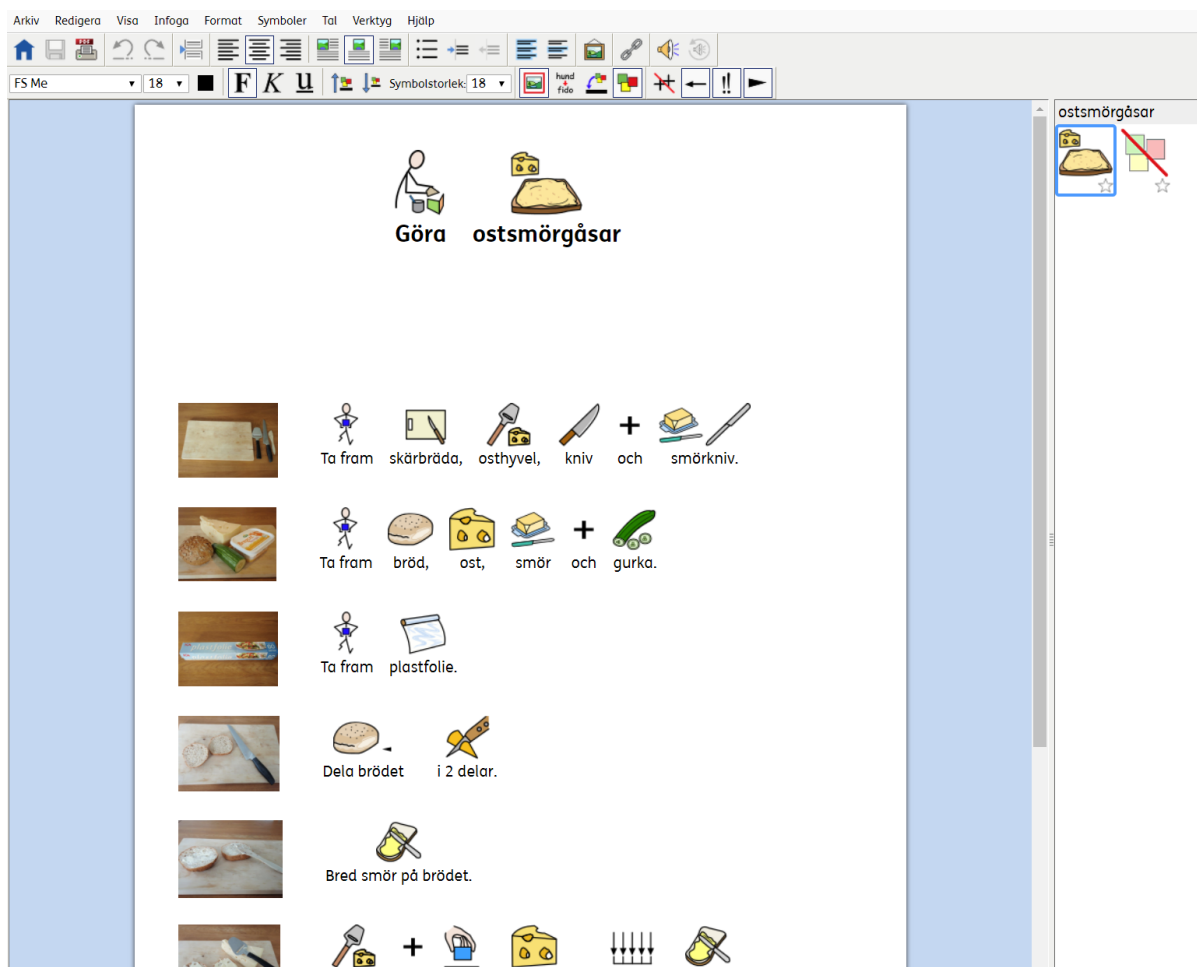 Arkiv Redigera Visa Infoga Format Symboler Tal Verktyg Hjälp
PDF
FS Me 18 F K U Symbolstorlek: 18 hund + fido !!
ostsmörgåsar
Göra ostsmörgåsar
Ta fram skärbräda, osthyvel, kniv och smörkniv.
Ta fram bröd, ost, smör och gurka.
Ta fram plastfolie.
Dela brödet i 2 delar.
Bred smör på brödet.